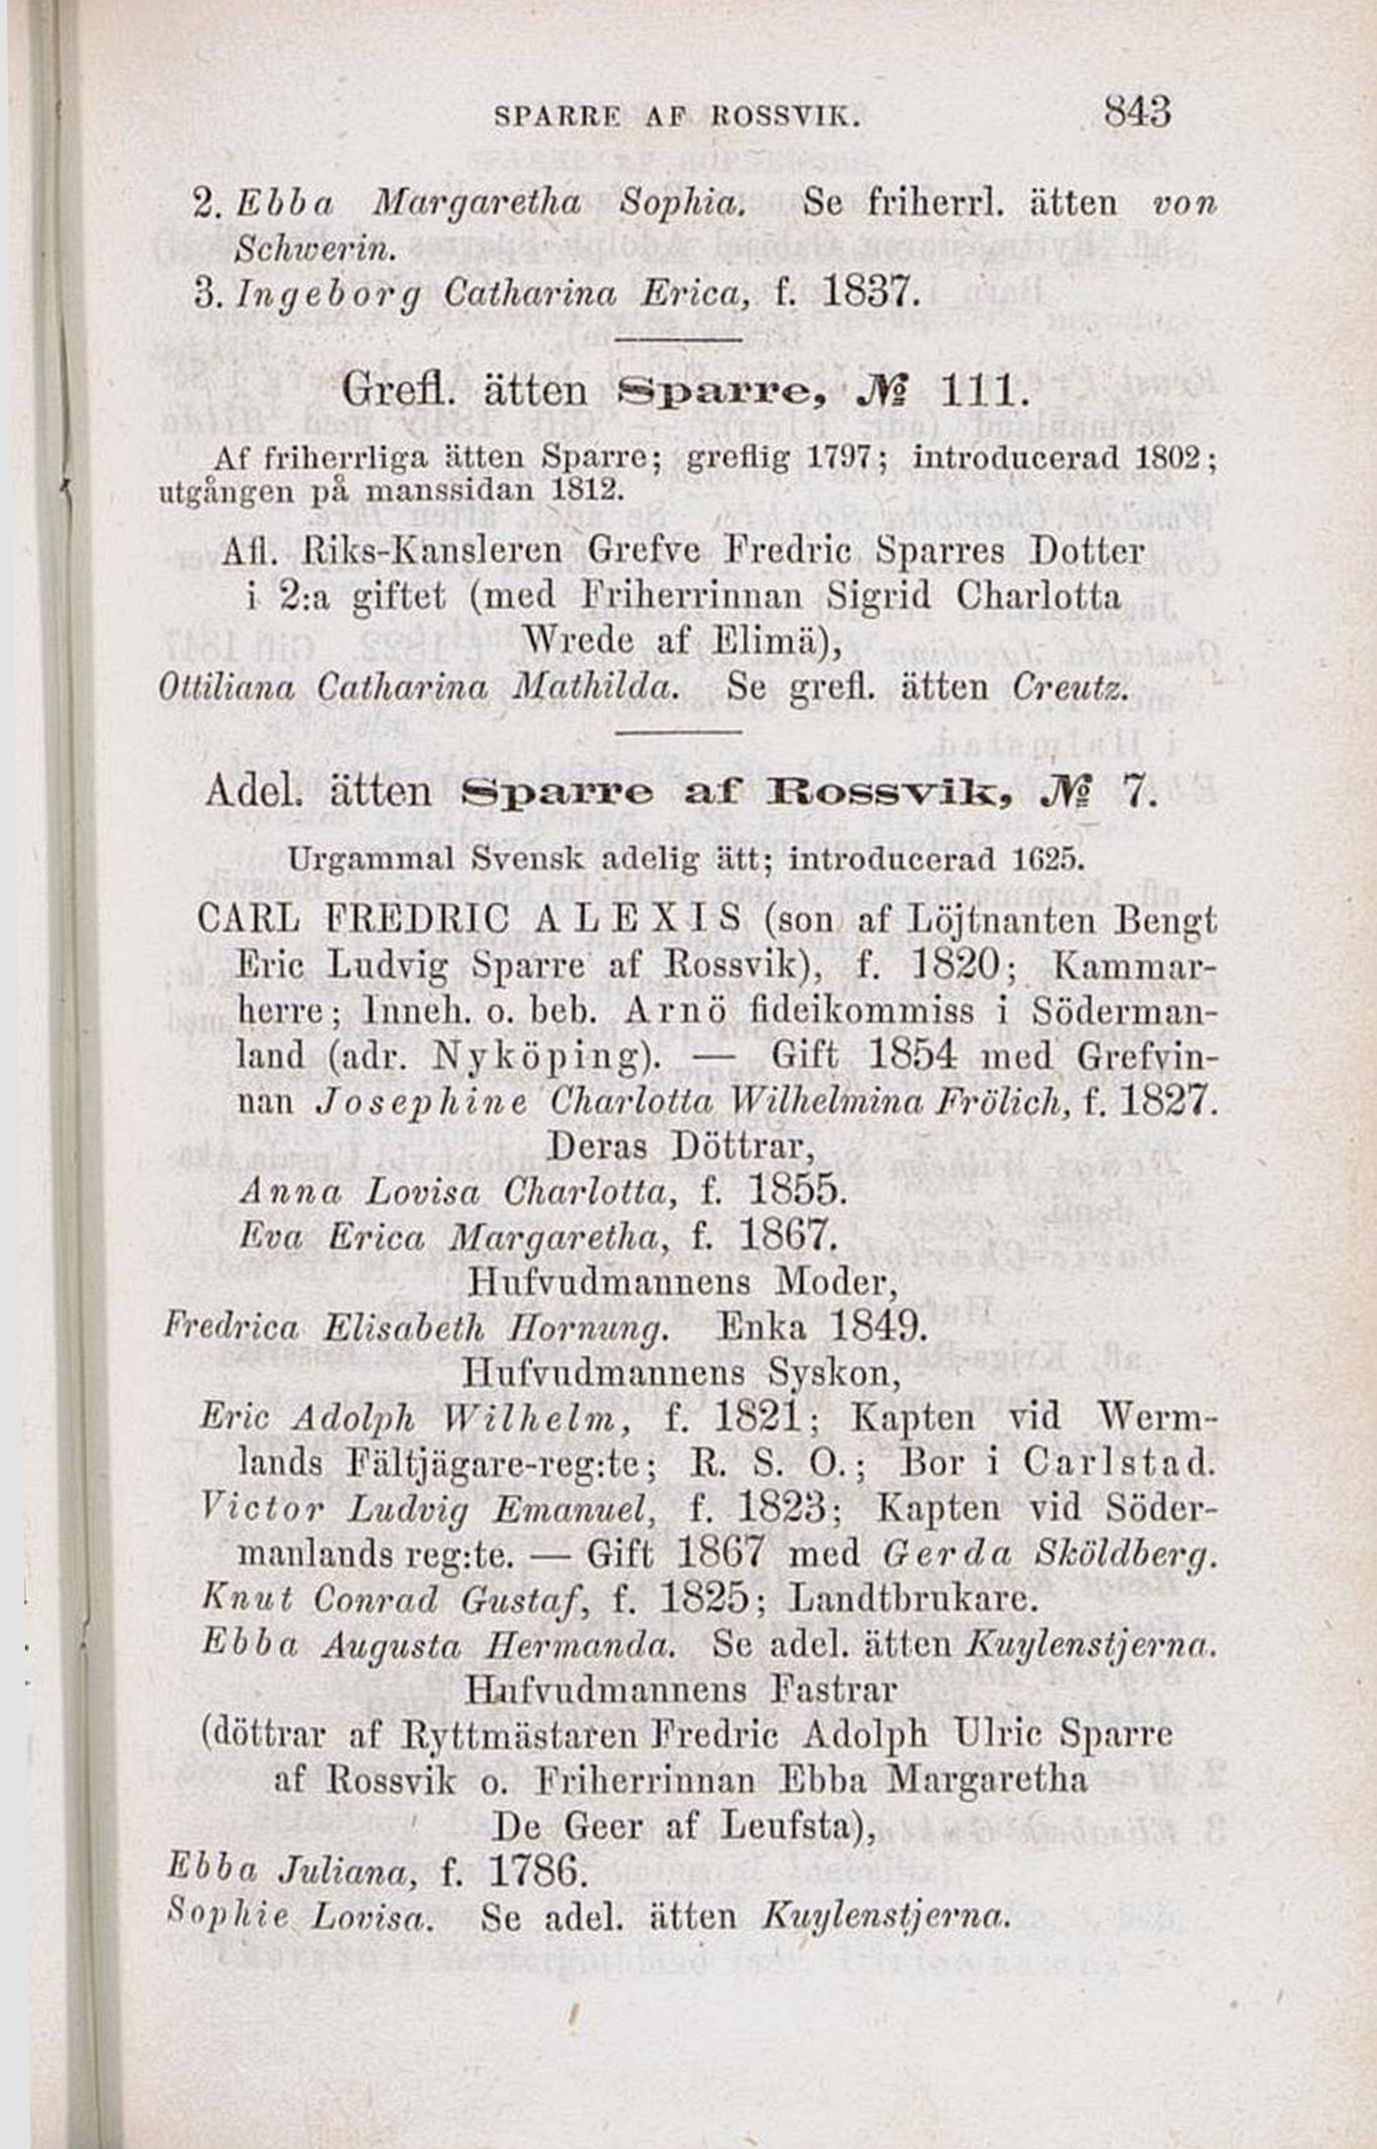 SPARRE AF ROSSVIK. 843
2. Ebba Margaretha Sophia. Se friherrl. ätten von
Schwerin.
3. Ingeborg Catharina Erica, f. 1837.
Grefl. ätten Sparre, № 111.
Af friherrliga ätten Sparre; greflig 1797; introducerad 1802;
utgången på manssidan 1812.
Afl. Riks-Kansleren Grefve Fredric Sparres Dotter
i 2:a giftet (med Friherrinnan Sigrid Charlotta
Wrede af Elimä),
Ottiliana Catharina Mathilda. Se grefl. ätten Creutz.
Adel. ätten Sparre af Rossvik, № 7.
Urgammal Svensk adelig ätt; introducerad 1625.
CARL FREDRIC ALEXIS (son af Löjtnanten Bengt
Eric Ludvig Sparre af Rossvik), f. 1820; Kammar-
herre; Inneh. o. beb. Arnö fideikommiss i Söderman-
land (adr. Nyköping). — Gift 1854 med Grefvin-
nan Josephine Charlotta Wilhelmina Frölich, f. 1827.
Deras Döttrar,
Anna Lovisa Charlotta, f. 1855.
Eva Erica Margaretha, f. 1867.
Hufvudmannens Moder,
Fredrica Elisabeth Hornung. Enka 1849.
Hufvudmannens Syskon,
Eric Adolph Wilhelm, f. 1821; Kapten vid Werm-
lands Fältjägare-reg:te; R. S. O.; Bor i Carlstad.
Victor Ludvig Emanuel, f. 1823; Kapten vid Söder-
manlands reg:te. — Gift 1867 med Gerda Sköldberg.
Knut Conrad Gustaf, f. 1825; Landtbrukare.
Ebba Augusta Hermanda. Se adel. ätten Kuylenstjerna.
Hufvudmannens Fastrar
(döttrar af Ryttmästaren Fredric Adolph Ulric Sparre
af Rossvik o. Friherrinnan Ebba Margaretha
De Geer af Leufsta),
Ebba Juliana, f. 1786.
Sophie Lovisa. Se adel. ätten Kuylenstjerna.